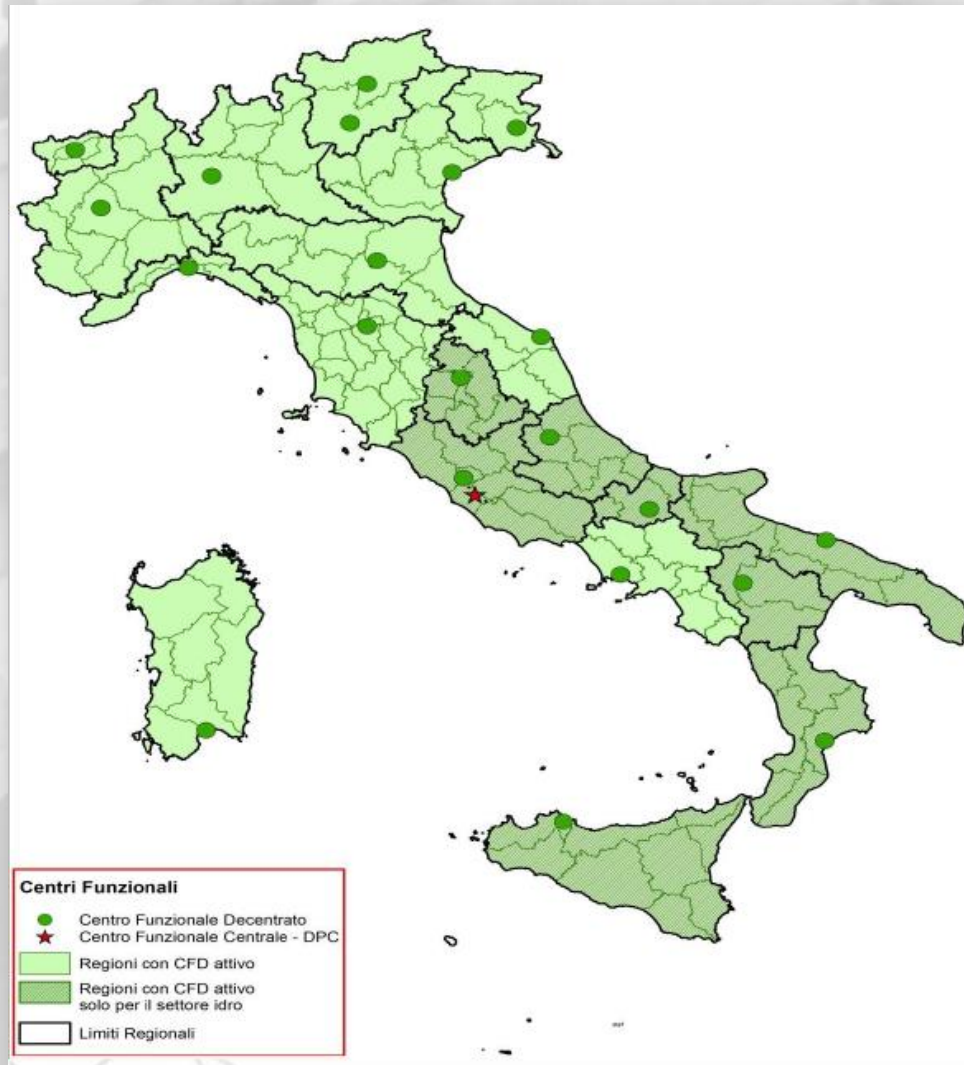 Centri Funzionali
Centro Funzionale Decentrato
Centro Funzionale Centrale - DPC
Regioni con CFD attivo
Regioni con CFD attivo
solo per il settore idro
Limiti Regionali